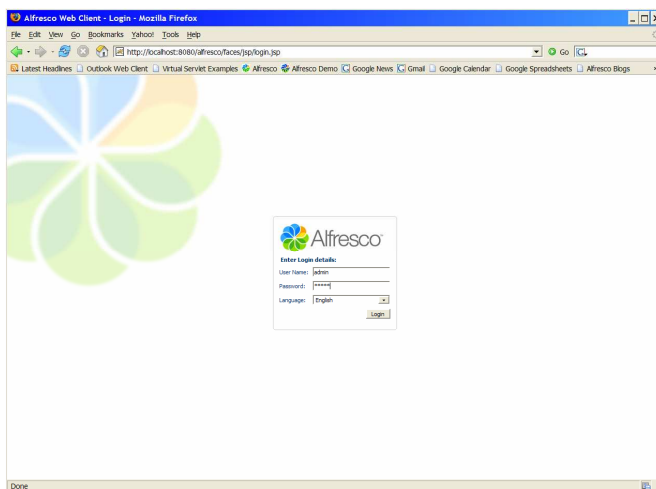 Alfresco Web Client - Login - Mozilla Firefox
File Edit View Go Bookmarks Yahoo! Tools Help
http://localhost:8080/alfresco/faces/jsp/login.jsp Go
Latest Headlines Outlook Web Client Virtual Servlet Examples Alfresco Alfresco Demo Google News Gmail Google Calendar Google Spreadsheets Alfresco Blogs
Alfresco
Enter Login details:
User Name: admin
Password: *****
Language: English
Login
Done